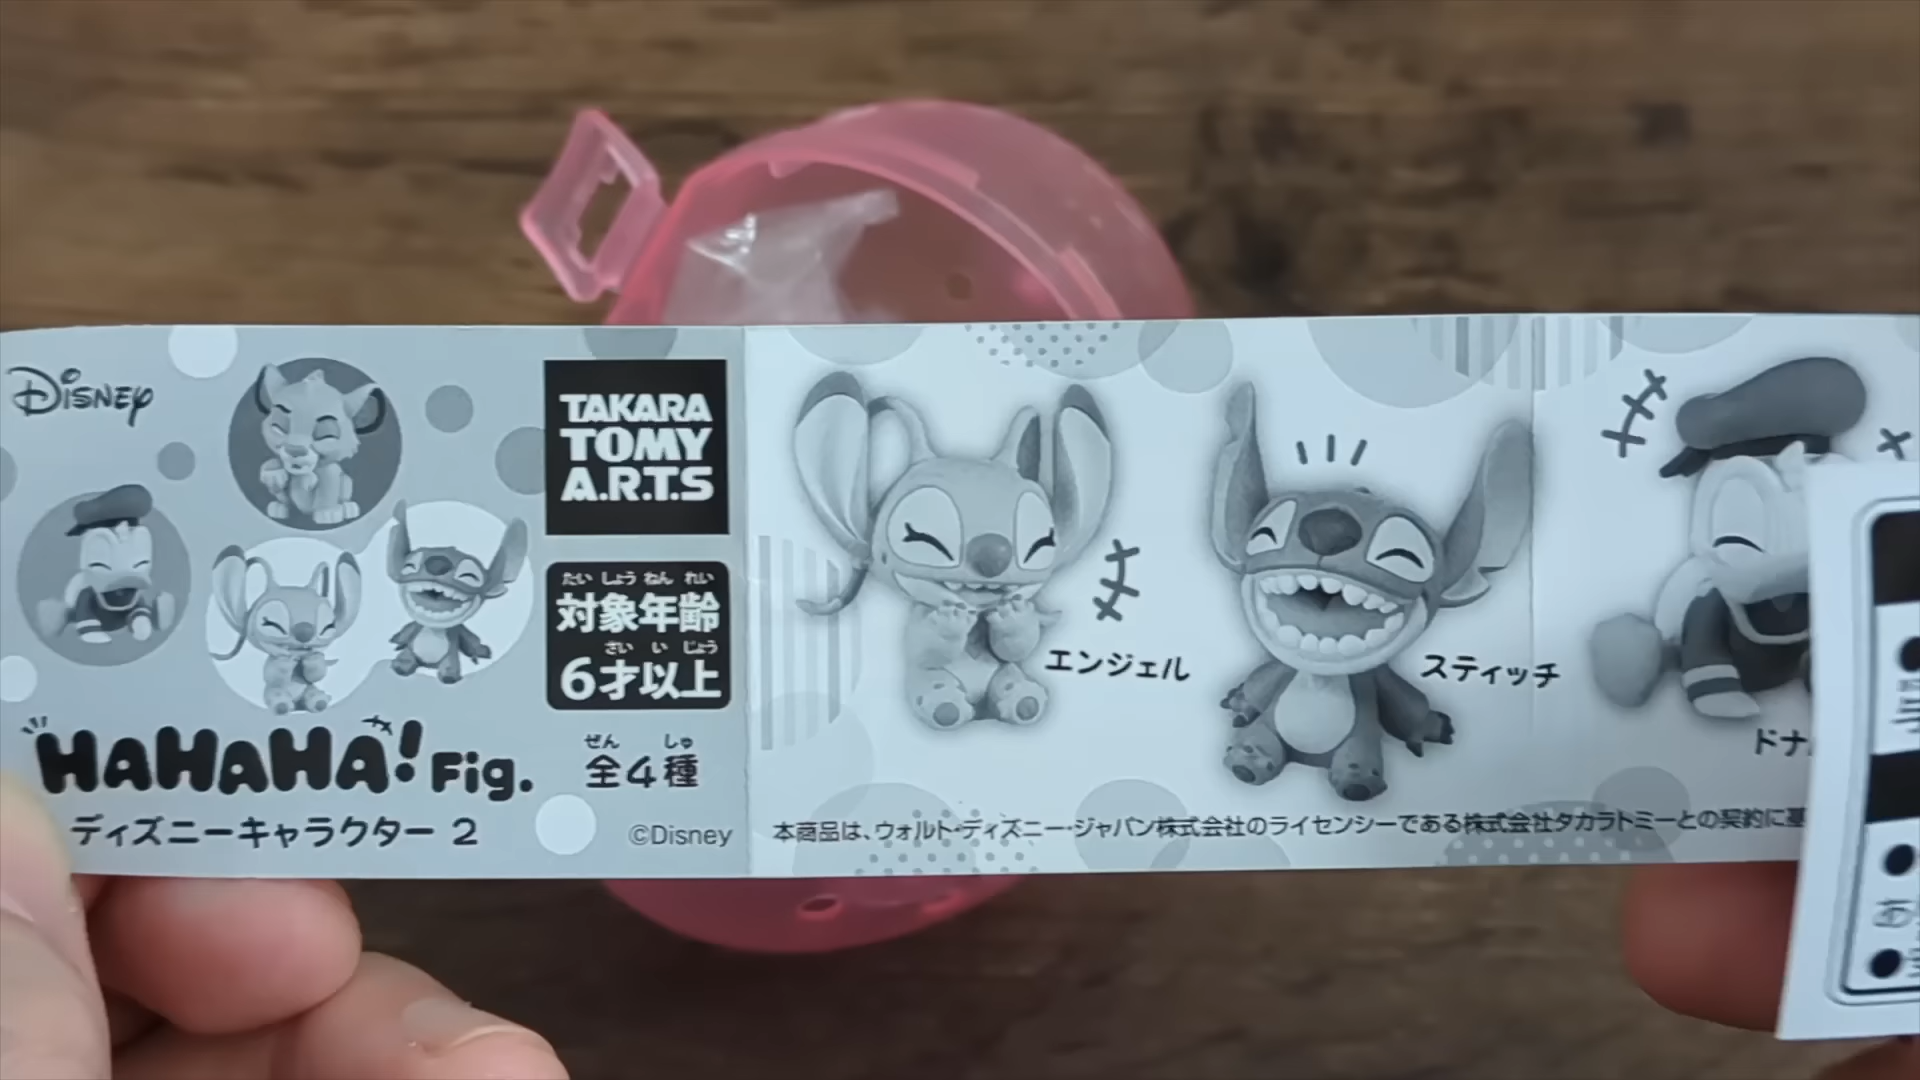 Disney
TAKARA
TOMY
A.R.T.S
たい しょう ねん れい
対象年齢
さい い じょう
6才以上
HAHAHA! Fig.
ぜん しゅ
全4種
ディズニーキャラクター 2
©Disney
エンジェル
スティッチ
ドナ
本商品は、ウォルト・ディズニー・ジャパン株式会社のライセンシーである株式会社タカラトミーとの契約に基
あ